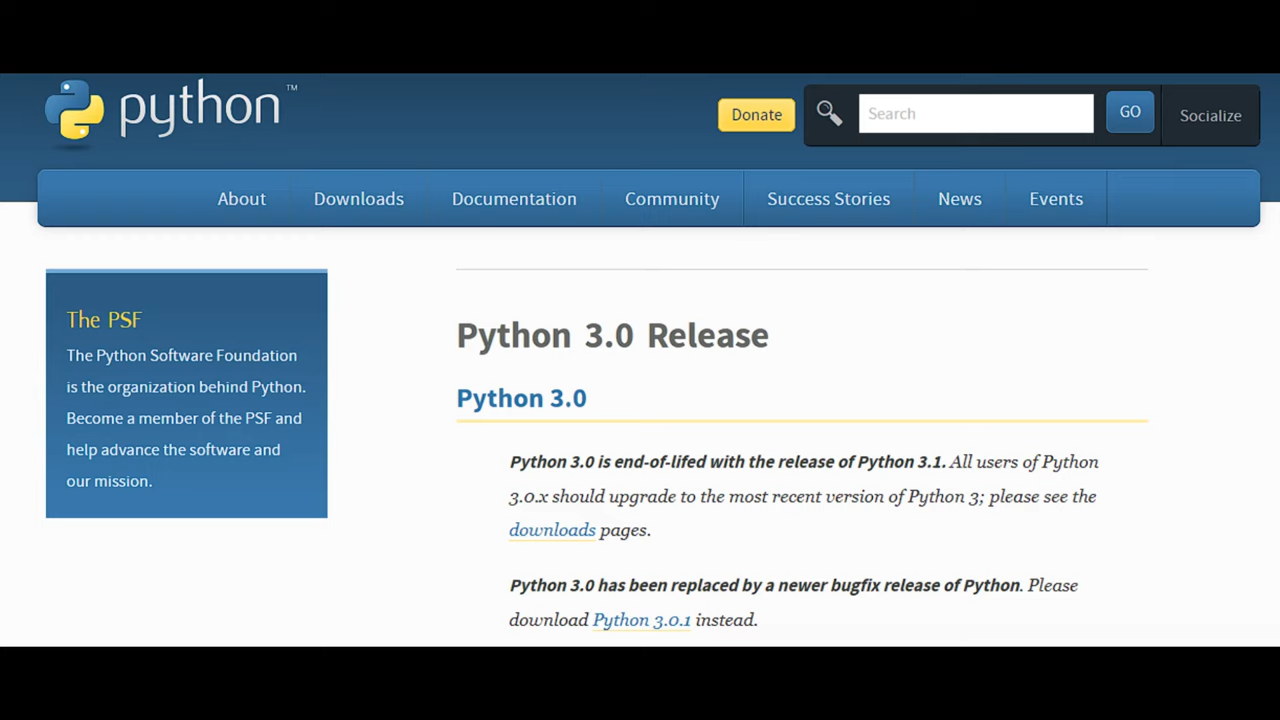 python™
Donate
Search
GO
Socialize
About
Downloads
Documentation
Community
Success Stories
News
Events
The PSF
The Python Software Foundation
is the organization behind Python.
Become a member of the PSF and
help advance the software and
our mission.
Python 3.0 Release
Python 3.0
Python 3.0 is end-of-lifed with the release of Python 3.1. All users of Python
3.0.x should upgrade to the most recent version of Python 3; please see the
downloads pages.
Python 3.0 has been replaced by a newer bugfix release of Python. Please
download Python 3.0.1 instead.